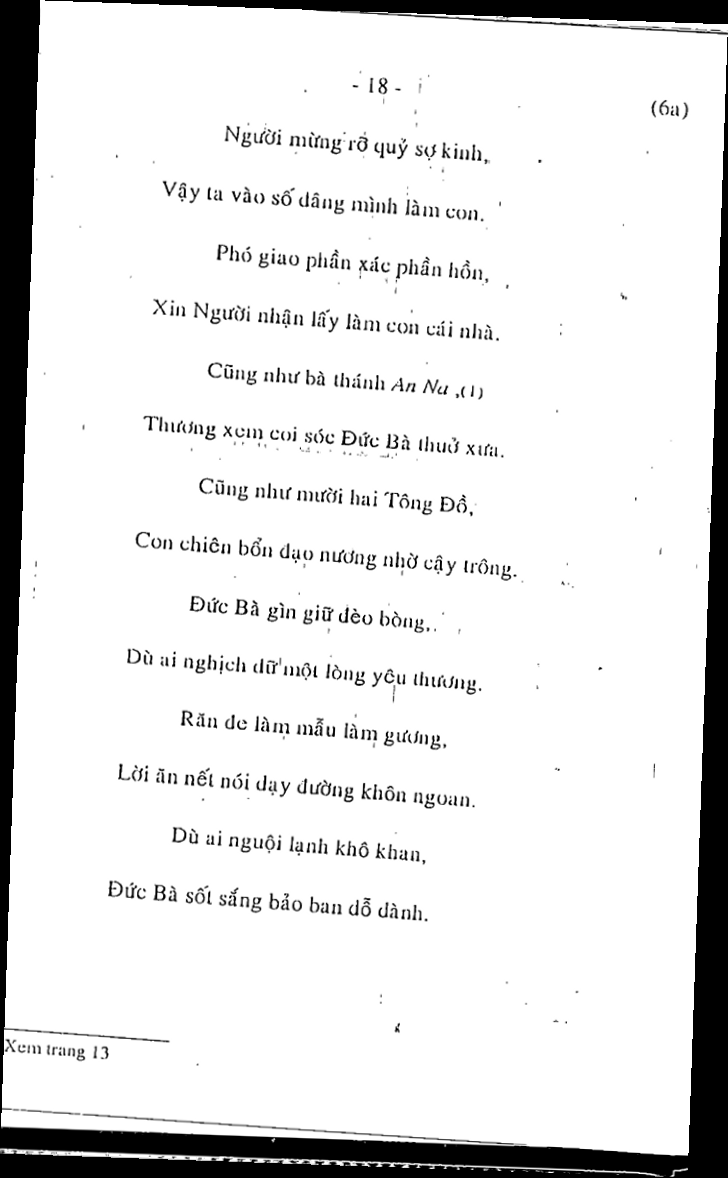 - 18 -
(6a)
Người mừng rỡ quỷ sợ kinh,
Vậy ta vào số dâng mình làm con.
Phó giao phần xác phần hồn,
Xin Người nhận lấy làm con cái nhà.
Cũng như bà thánh An Na ,(1)
Thương xem coi sóc Đức Bà thuở xưa.
Cũng như mười hai Tông Đồ,
Con chiên bổn đạo nương nhờ cậy trông.
Đức Bà gìn giữ đèo bòng,
Dù ai nghịch dữ một lòng yêu thương.
Răn đe làm mẫu làm gương,
Lời ăn nết nói dạy đường khôn ngoan.
Dù ai nguội lạnh khô khan,
Đức Bà sốt sắng bảo ban dỗ dành.
Xem trang 13